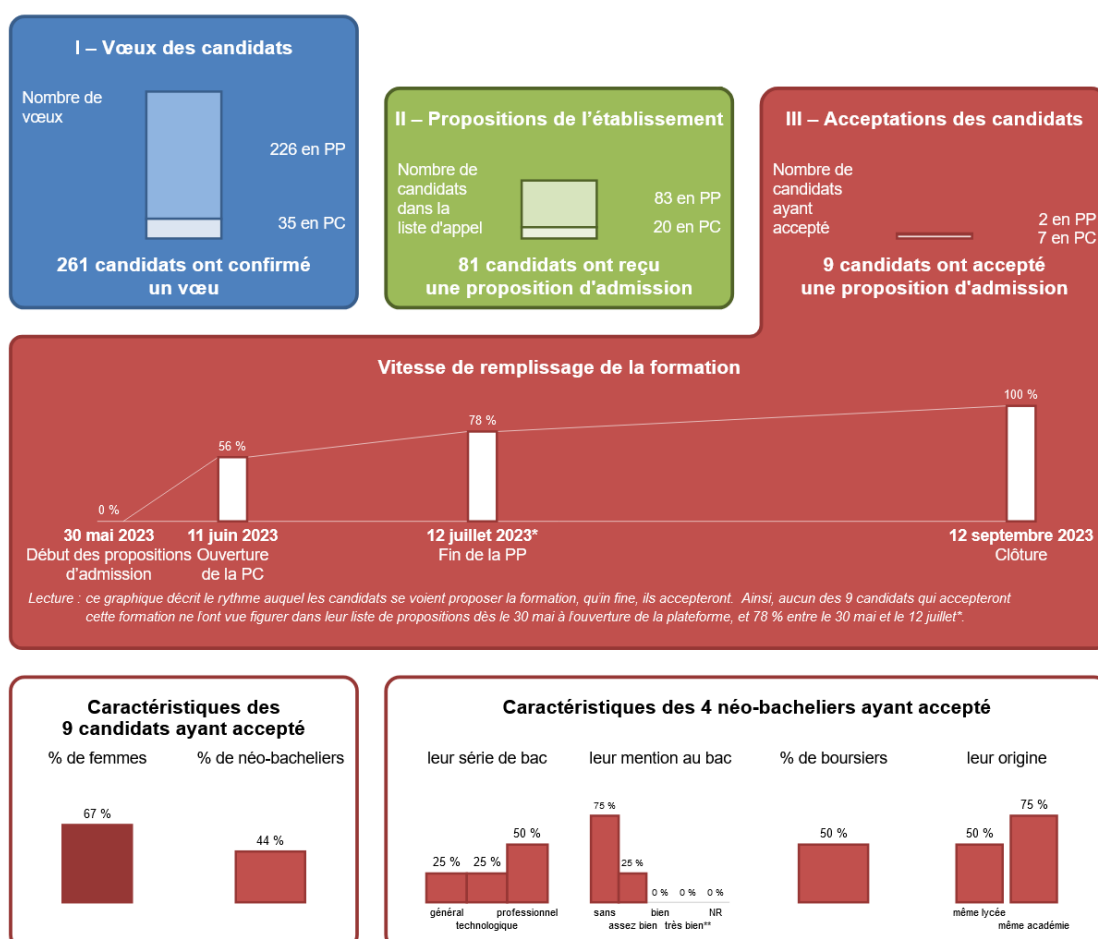 I – Vœux des candidats
Nombre de
vœux
226 en PP
35 en PC
261 candidats ont confirmé
un vœu
II – Propositions de l'établissement
Nombre de
candidats
dans la
liste d'appel
83 en PP
20 en PC
81 candidats ont reçu
une proposition d'admission
III – Acceptations des candidats
Nombre de
candidats
ayant
accepté
2 en PP
7 en PC
9 candidats ont accepté
une proposition d'admission
Vitesse de remplissage de la formation
0 %
56 %
78 %
100 %
30 mai 2023
Début des propositions
d'admission
11 juin 2023
Ouverture
de la PC
12 juillet 2023*
Fin de la PP
12 septembre 2023
Clôture
Lecture : ce graphique décrit le rythme auquel les candidats se voient proposer la formation, qu'in fine, ils accepteront. Ainsi, aucun des 9 candidats qui accepteront
cette formation ne l'ont vue figurer dans leur liste de propositions dès le 30 mai à l'ouverture de la plateforme, et 78 % entre le 30 mai et le 12 juillet*.
Caractéristiques des
9 candidats ayant accepté
% de femmes
% de néo-bacheliers
67 %
44 %
Caractéristiques des 4 néo-bacheliers ayant accepté
leur série de bac
25 %
25 %
50 %
général
technologique
professionnel
leur mention au bac
75 %
25 %
0 %
0 %
0 %
sans
assez bien
bien
très bien**
NR
% de boursiers
50 %
leur origine
50 %
75 %
même lycée
même académie